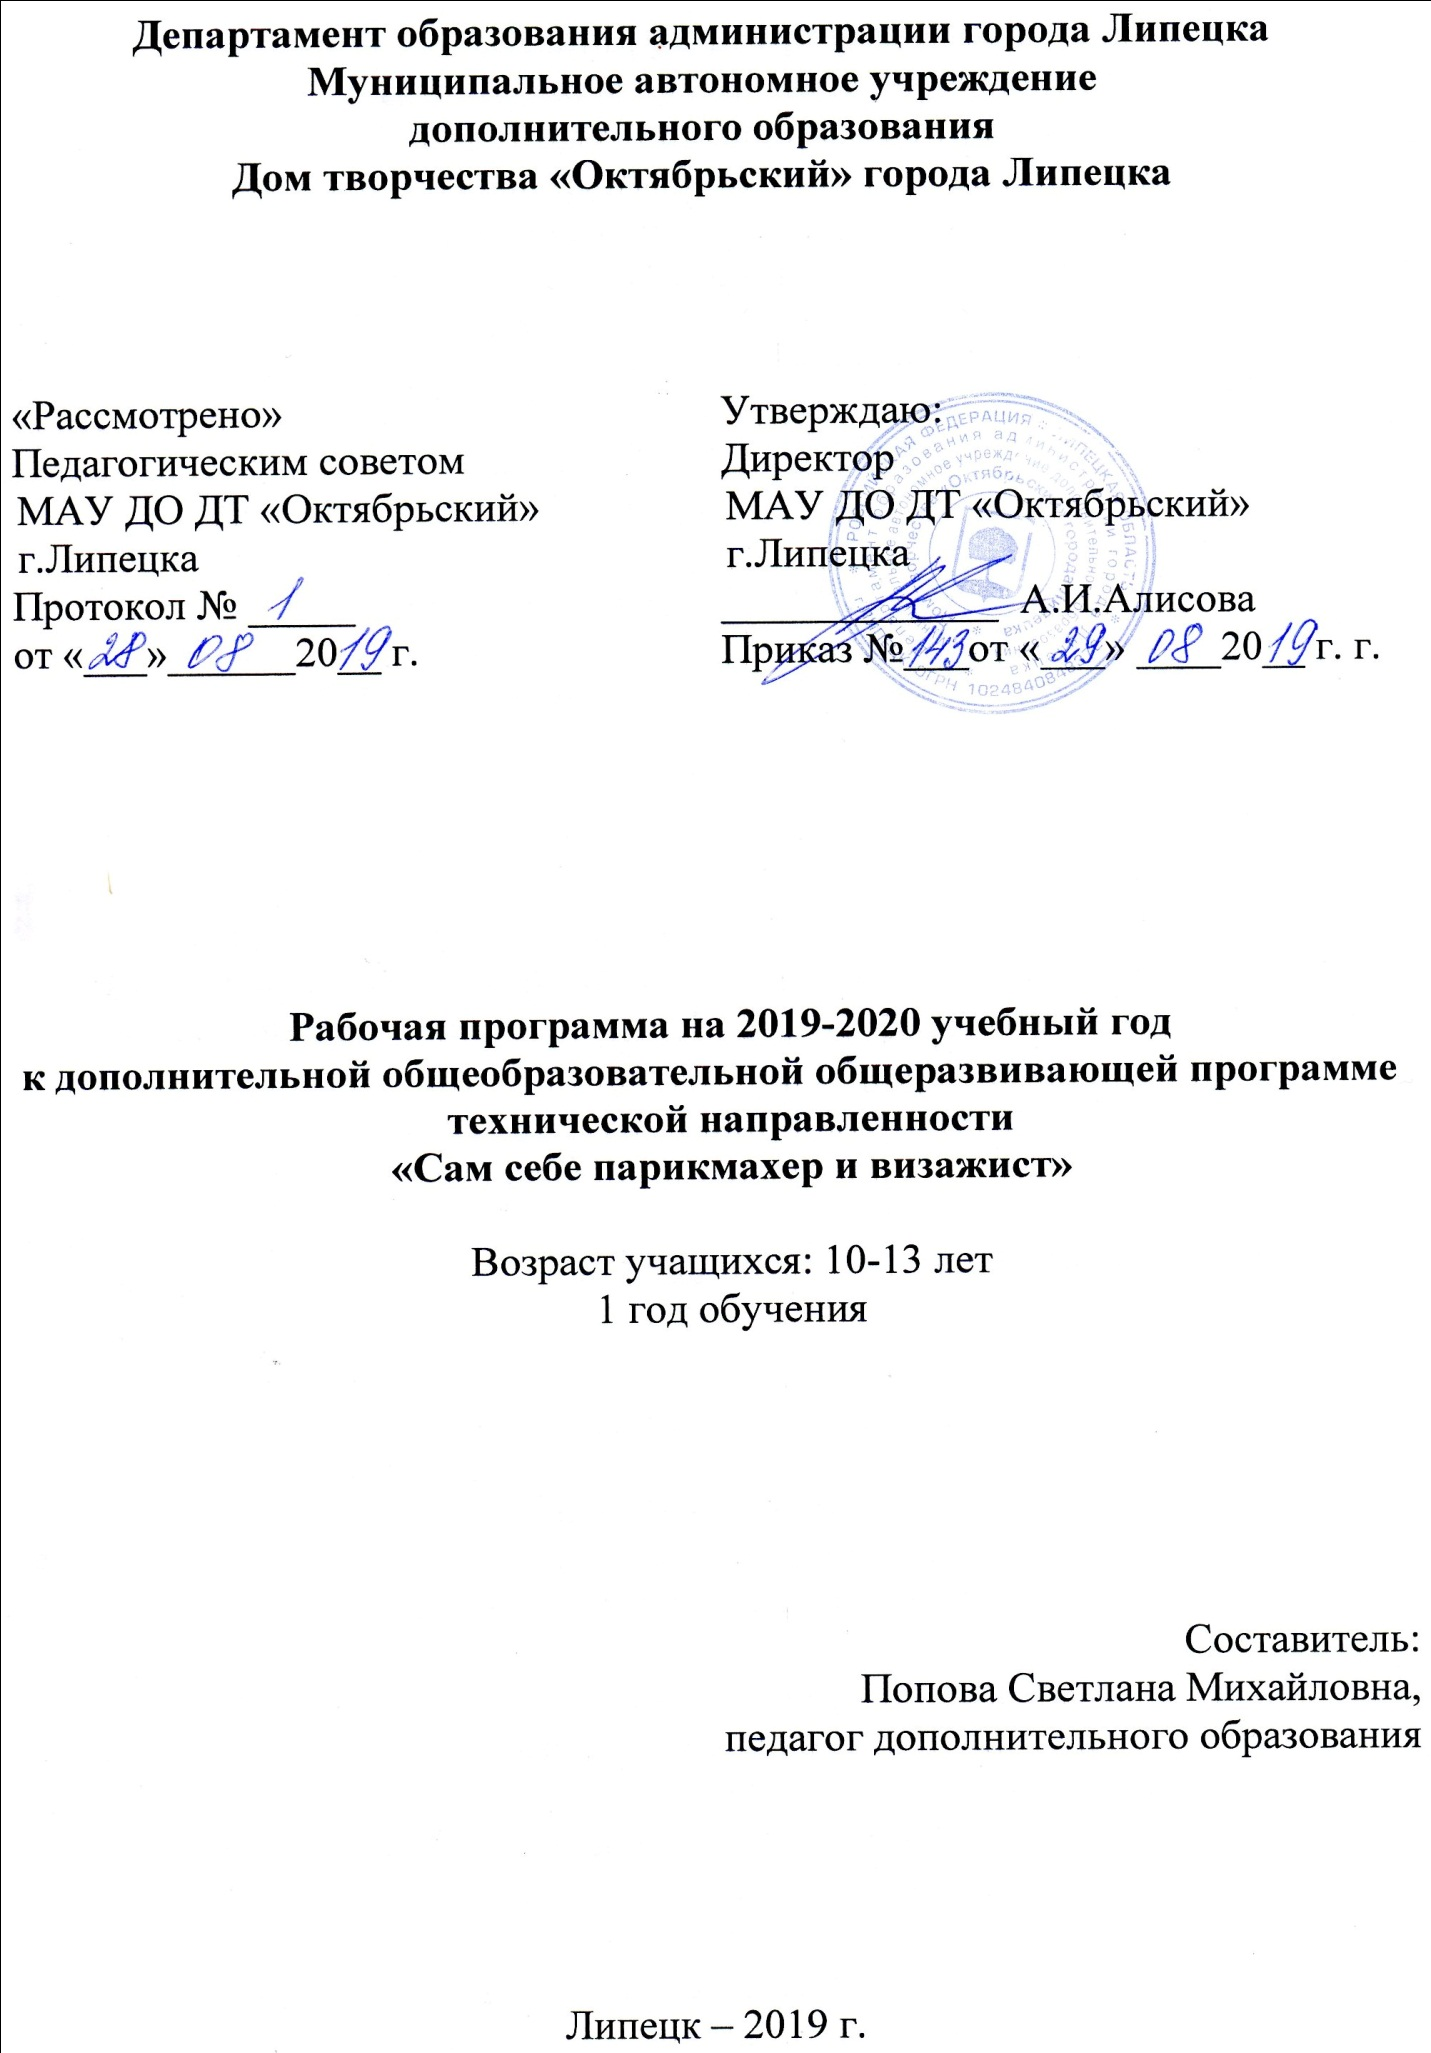 Департамент образования администрации города Липецка
Муниципальное автономное учреждение
дополнительного образования
Дом творчества «Октябрьский» города Липецка
«Рассмотрено»
Педагогическим советом
МАУ ДО ДТ «Октябрьский»
г.Липецка
Протокол № 1
от «28» 08 2019 г.
Утверждаю:
Директор
МАУ ДО ДТ «Октябрьский»
г.Липецка
А.И.Алисова
Приказ № 143 от «29» 08 2019 г. г.
Рабочая программа на 2019-2020 учебный год
к дополнительной общеобразовательной общеразвивающей программе
технической направленности
«Сам себе парикмахер и визажист»
Возраст учащихся: 10-13 лет
1 год обучения
Составитель:
Попова Светлана Михайловна,
педагог дополнительного образования
Липецк – 2019 г.